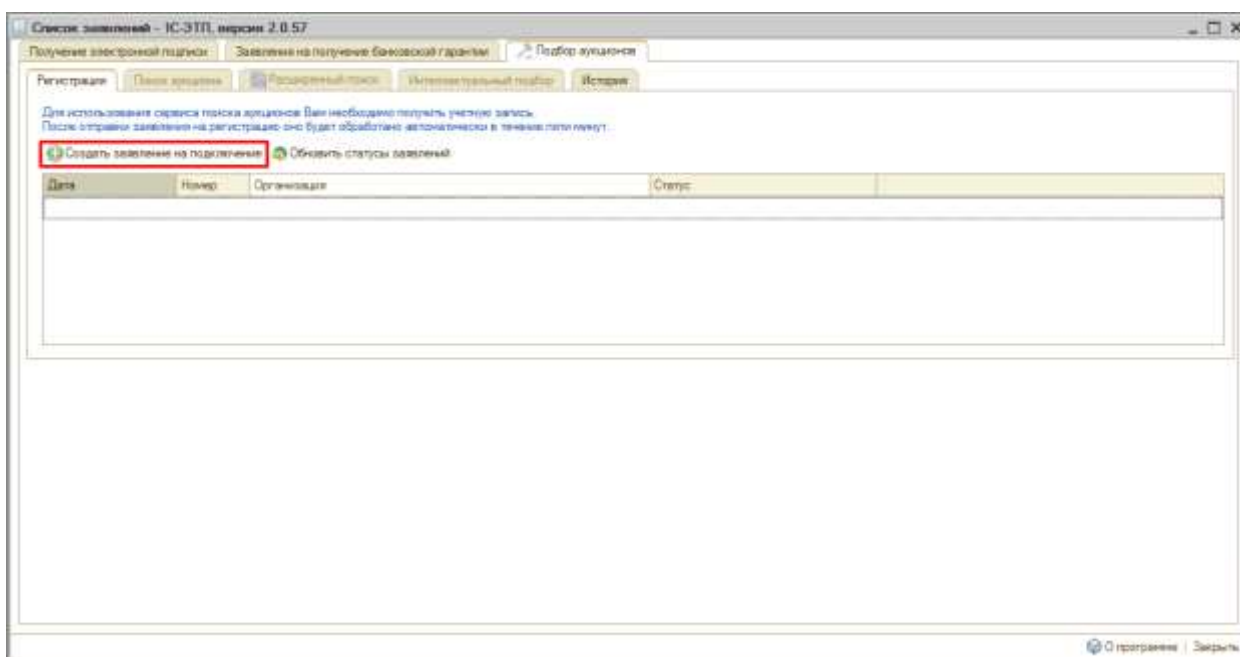 Список заявлений - 1С-ЭТП, версия 2.0.57
Получение электронной подписи Заявления на получение банковской гарантии Подбор аукционов
Регистрация Поиск аукциона Расширенный поиск Интеллектуальный подбор История
Для использования сервиса поиска аукционов Вам необходимо получить учетную запись.
После отправки заявления на регистрацию оно будет обработано автоматически в течение пяти минут.
Создать заявление на подключение Обновить статусы заявлений
Дата Номер Организация Статус
О программе | Закрыть